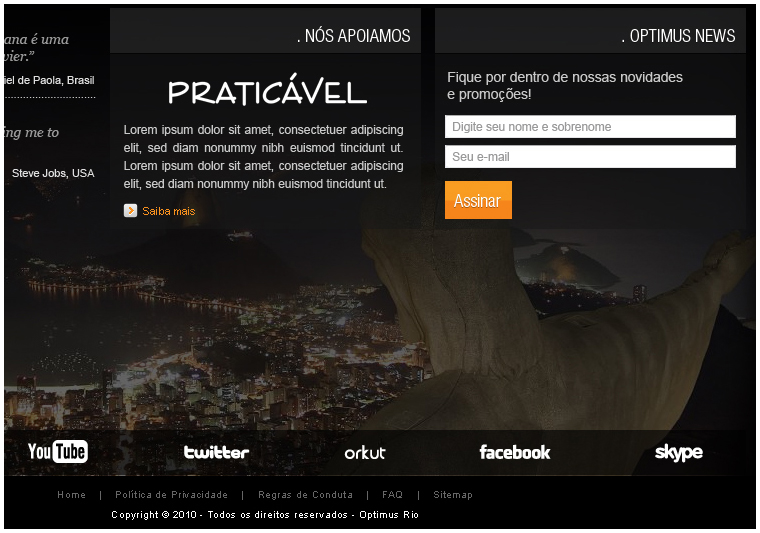 ana é uma
vier.”
iel de Paola, Brasil
ing me to
Steve Jobs, USA
. NÓS APOIAMOS
PRATICÁVEL
Lorem ipsum dolor sit amet, consectetuer adipiscing
elit, sed diam nonummy nibh euismod tincidunt ut.
Lorem ipsum dolor sit amet, consectetuer adipiscing
elit, sed diam nonummy nibh euismod tincidunt ut.
Saiba mais
. OPTIMUS NEWS
Fique por dentro de nossas novidades
e promoções!
Digite seu nome e sobrenome
Seu e-mail
Assinar
YouTube twitter orkut facebook skype
Home | Política de Privacidade | Regras de Conduta | FAQ | Sitemap
Copyright © 2010 - Todos os direitos reservados - Optimus Rio